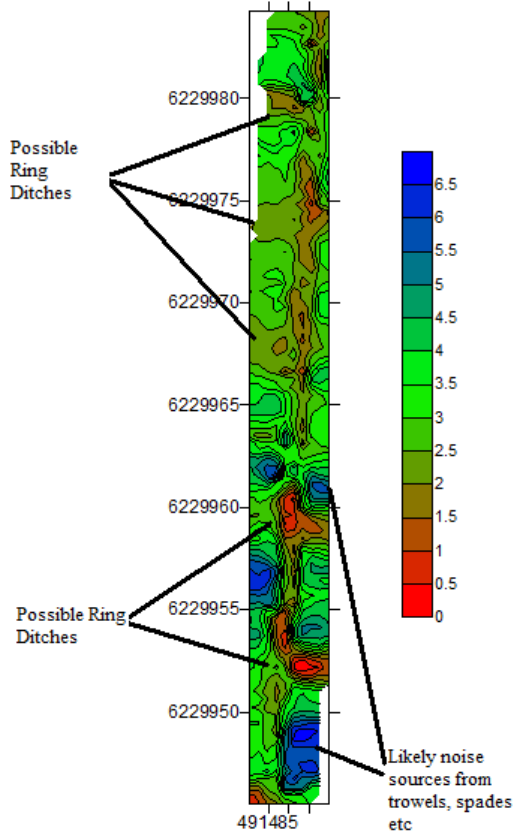 6229980
Possible
Ring
Ditches
6229975
6229970
6229965
6229960
6229955
6229950
Possible Ring
Ditches
491485
6.5
6
5.5
5
4.5
4
3.5
3
2.5
2
1.5
1
0.5
0
Likely noise
sources from
trowels, spades
etc